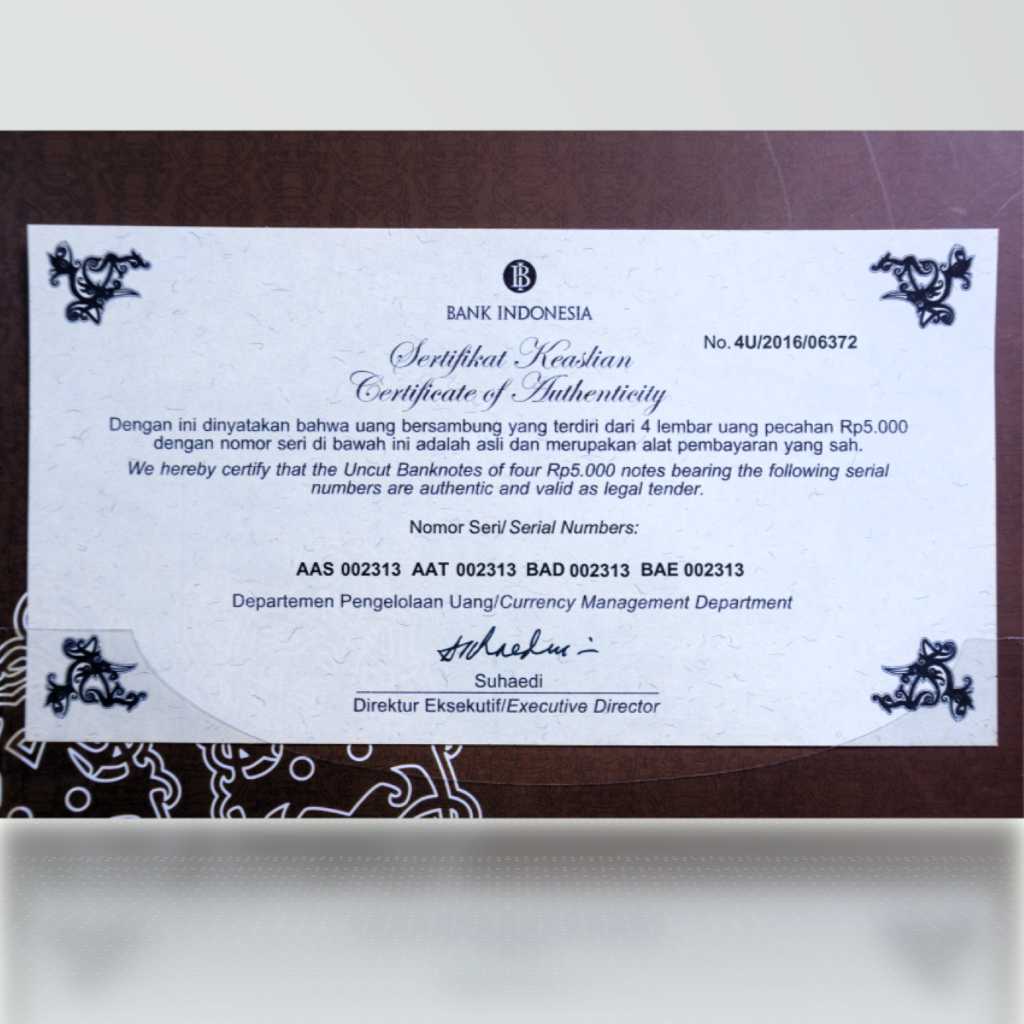 BANK INDONESIA
No. 4U/2016/06372
Sertifikat Keaslian
Certificate of Authenticity
Dengan ini dinyatakan bahwa uang bersambung yang terdiri dari 4 lembar uang pecahan Rp5.000
dengan nomor seri di bawah ini adalah asli dan merupakan alat pembayaran yang sah.
We hereby certify that the Uncut Banknotes of four Rp5.000 notes bearing the following serial
numbers are authentic and valid as legal tender.
Nomor Seri/Serial Numbers:
AAS 002313 AAT 002313 BAD 002313 BAE 002313
Departemen Pengelolaan Uang/Currency Management Department
Suhaedi
Suhaedi
Direktur Eksekutif/Executive Director